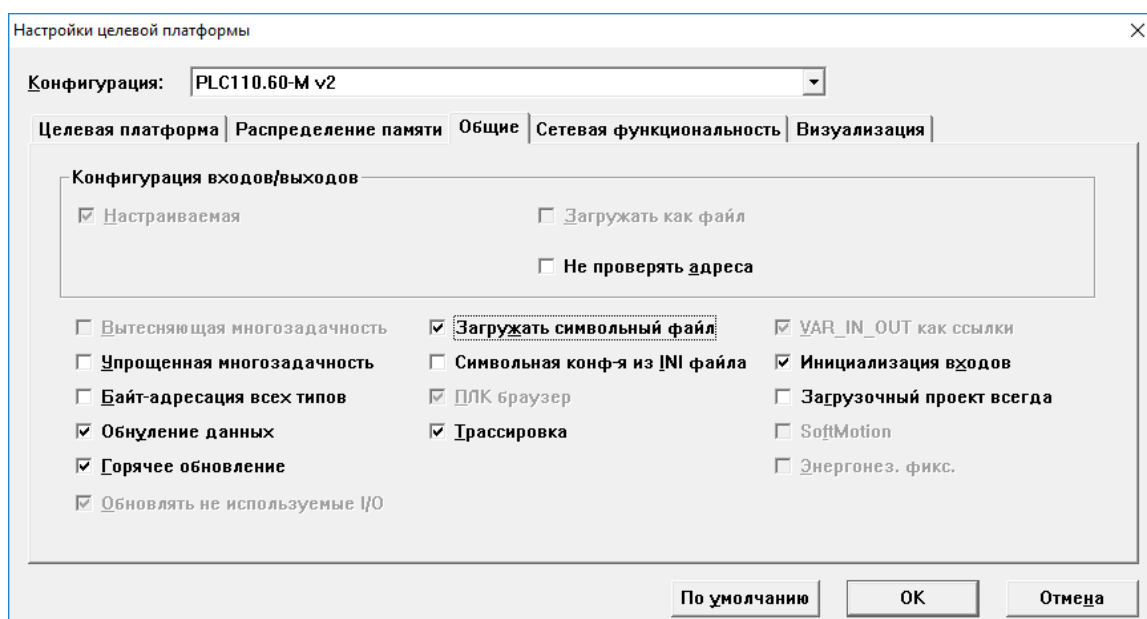 Настройки целевой платформы
Конфигурация: PLC110.60-M v2
Целевая платформа Распределение памяти Общие Сетевая функциональность Визуализация
Конфигурация входов/выходов
Настраиваемая Загружать как файл
Не проверять адреса
Вытесняющая многозадачность Загружать символьный файл VAR_IN_OUT как ссылки
Упрощенная многозадачность Символьная конф-я из INI файла Инициализация входов
Байт-адресация всех типов ПЛК браузер Загрузочный проект всегда
Обнуление данных Трассировка SoftMotion
Горячее обновление Энергонез. фикс.
Обновлять не используемые I/O
По умолчанию OK Отмена